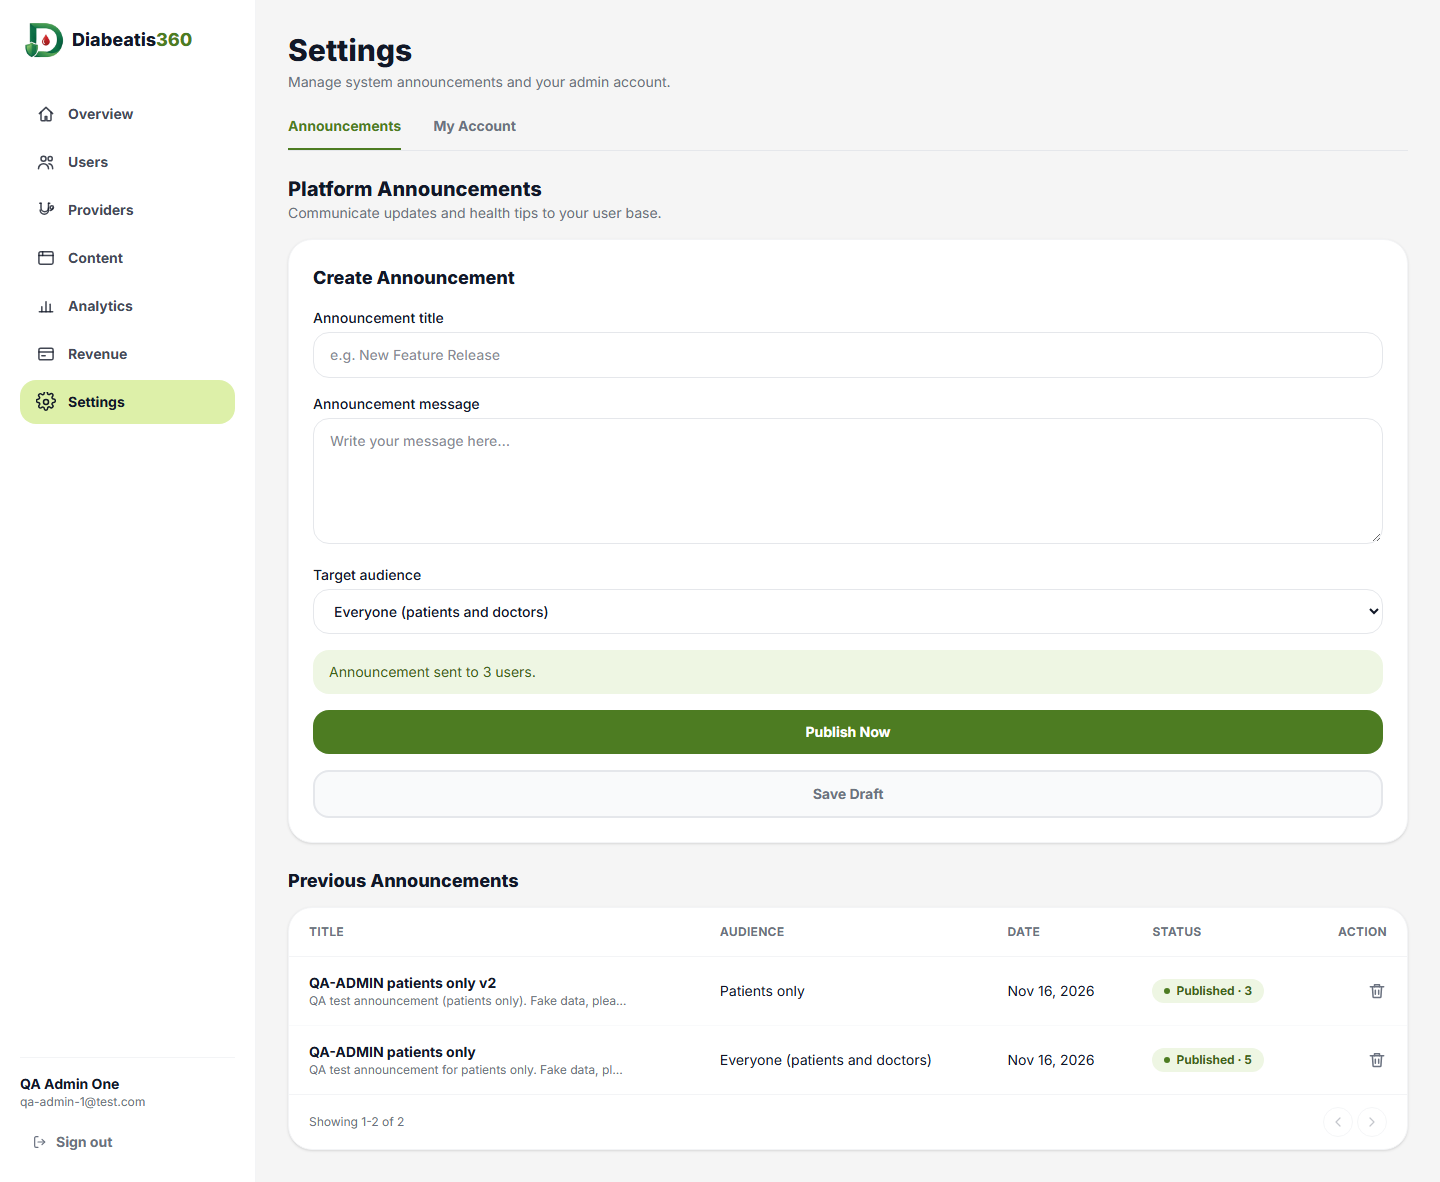 Diabeatis360
Overview
Users
Providers
Content
Analytics
Revenue
Settings
QA Admin One
qa-admin-1@test.com
Sign out
Settings
Manage system announcements and your admin account.
Announcements My Account
Platform Announcements
Communicate updates and health tips to your user base.
Create Announcement
Announcement title
e.g. New Feature Release
Announcement message
Write your message here...
Target audience
Everyone (patients and doctors)
Announcement sent to 3 users.
Publish Now
Save Draft
Previous Announcements
TITLE AUDIENCE DATE STATUS ACTION
QA-ADMIN patients only v2
QA test announcement (patients only). Fake data, plea...
Patients only Nov 16, 2026 Published · 3
QA-ADMIN patients only
QA test announcement for patients only. Fake data, pl...
Everyone (patients and doctors) Nov 16, 2026 Published · 5
Showing 1-2 of 2